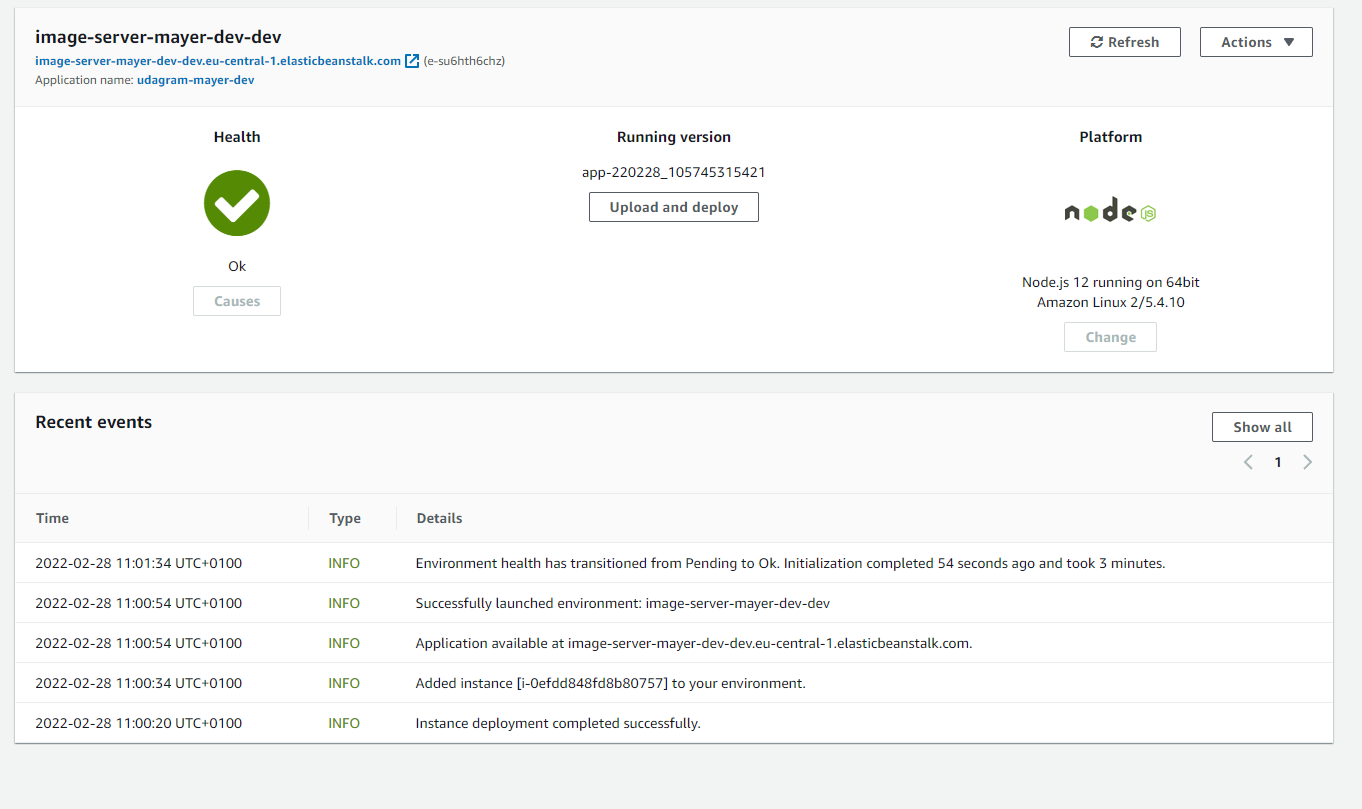 image-server-mayer-dev-dev
image-server-mayer-dev-dev.eu-central-1.elasticbeanstalk.com (e-su6hth6chz)
Application name: udagram-mayer-dev
Refresh
Actions
Health
Ok
Causes
Running version
app-220228_105745315421
Upload and deploy
Platform
node JS
Node.js 12 running on 64bit
Amazon Linux 2/5.4.10
Change
Recent events
Show all
1
Time Type Details
2022-02-28 11:01:34 UTC+0100 INFO Environment health has transitioned from Pending to Ok. Initialization completed 54 seconds ago and took 3 minutes.
2022-02-28 11:00:54 UTC+0100 INFO Successfully launched environment: image-server-mayer-dev-dev
2022-02-28 11:00:54 UTC+0100 INFO Application available at image-server-mayer-dev-dev.eu-central-1.elasticbeanstalk.com.
2022-02-28 11:00:34 UTC+0100 INFO Added instance [i-0efdd848fd8b80757] to your environment.
2022-02-28 11:00:20 UTC+0100 INFO Instance deployment completed successfully.